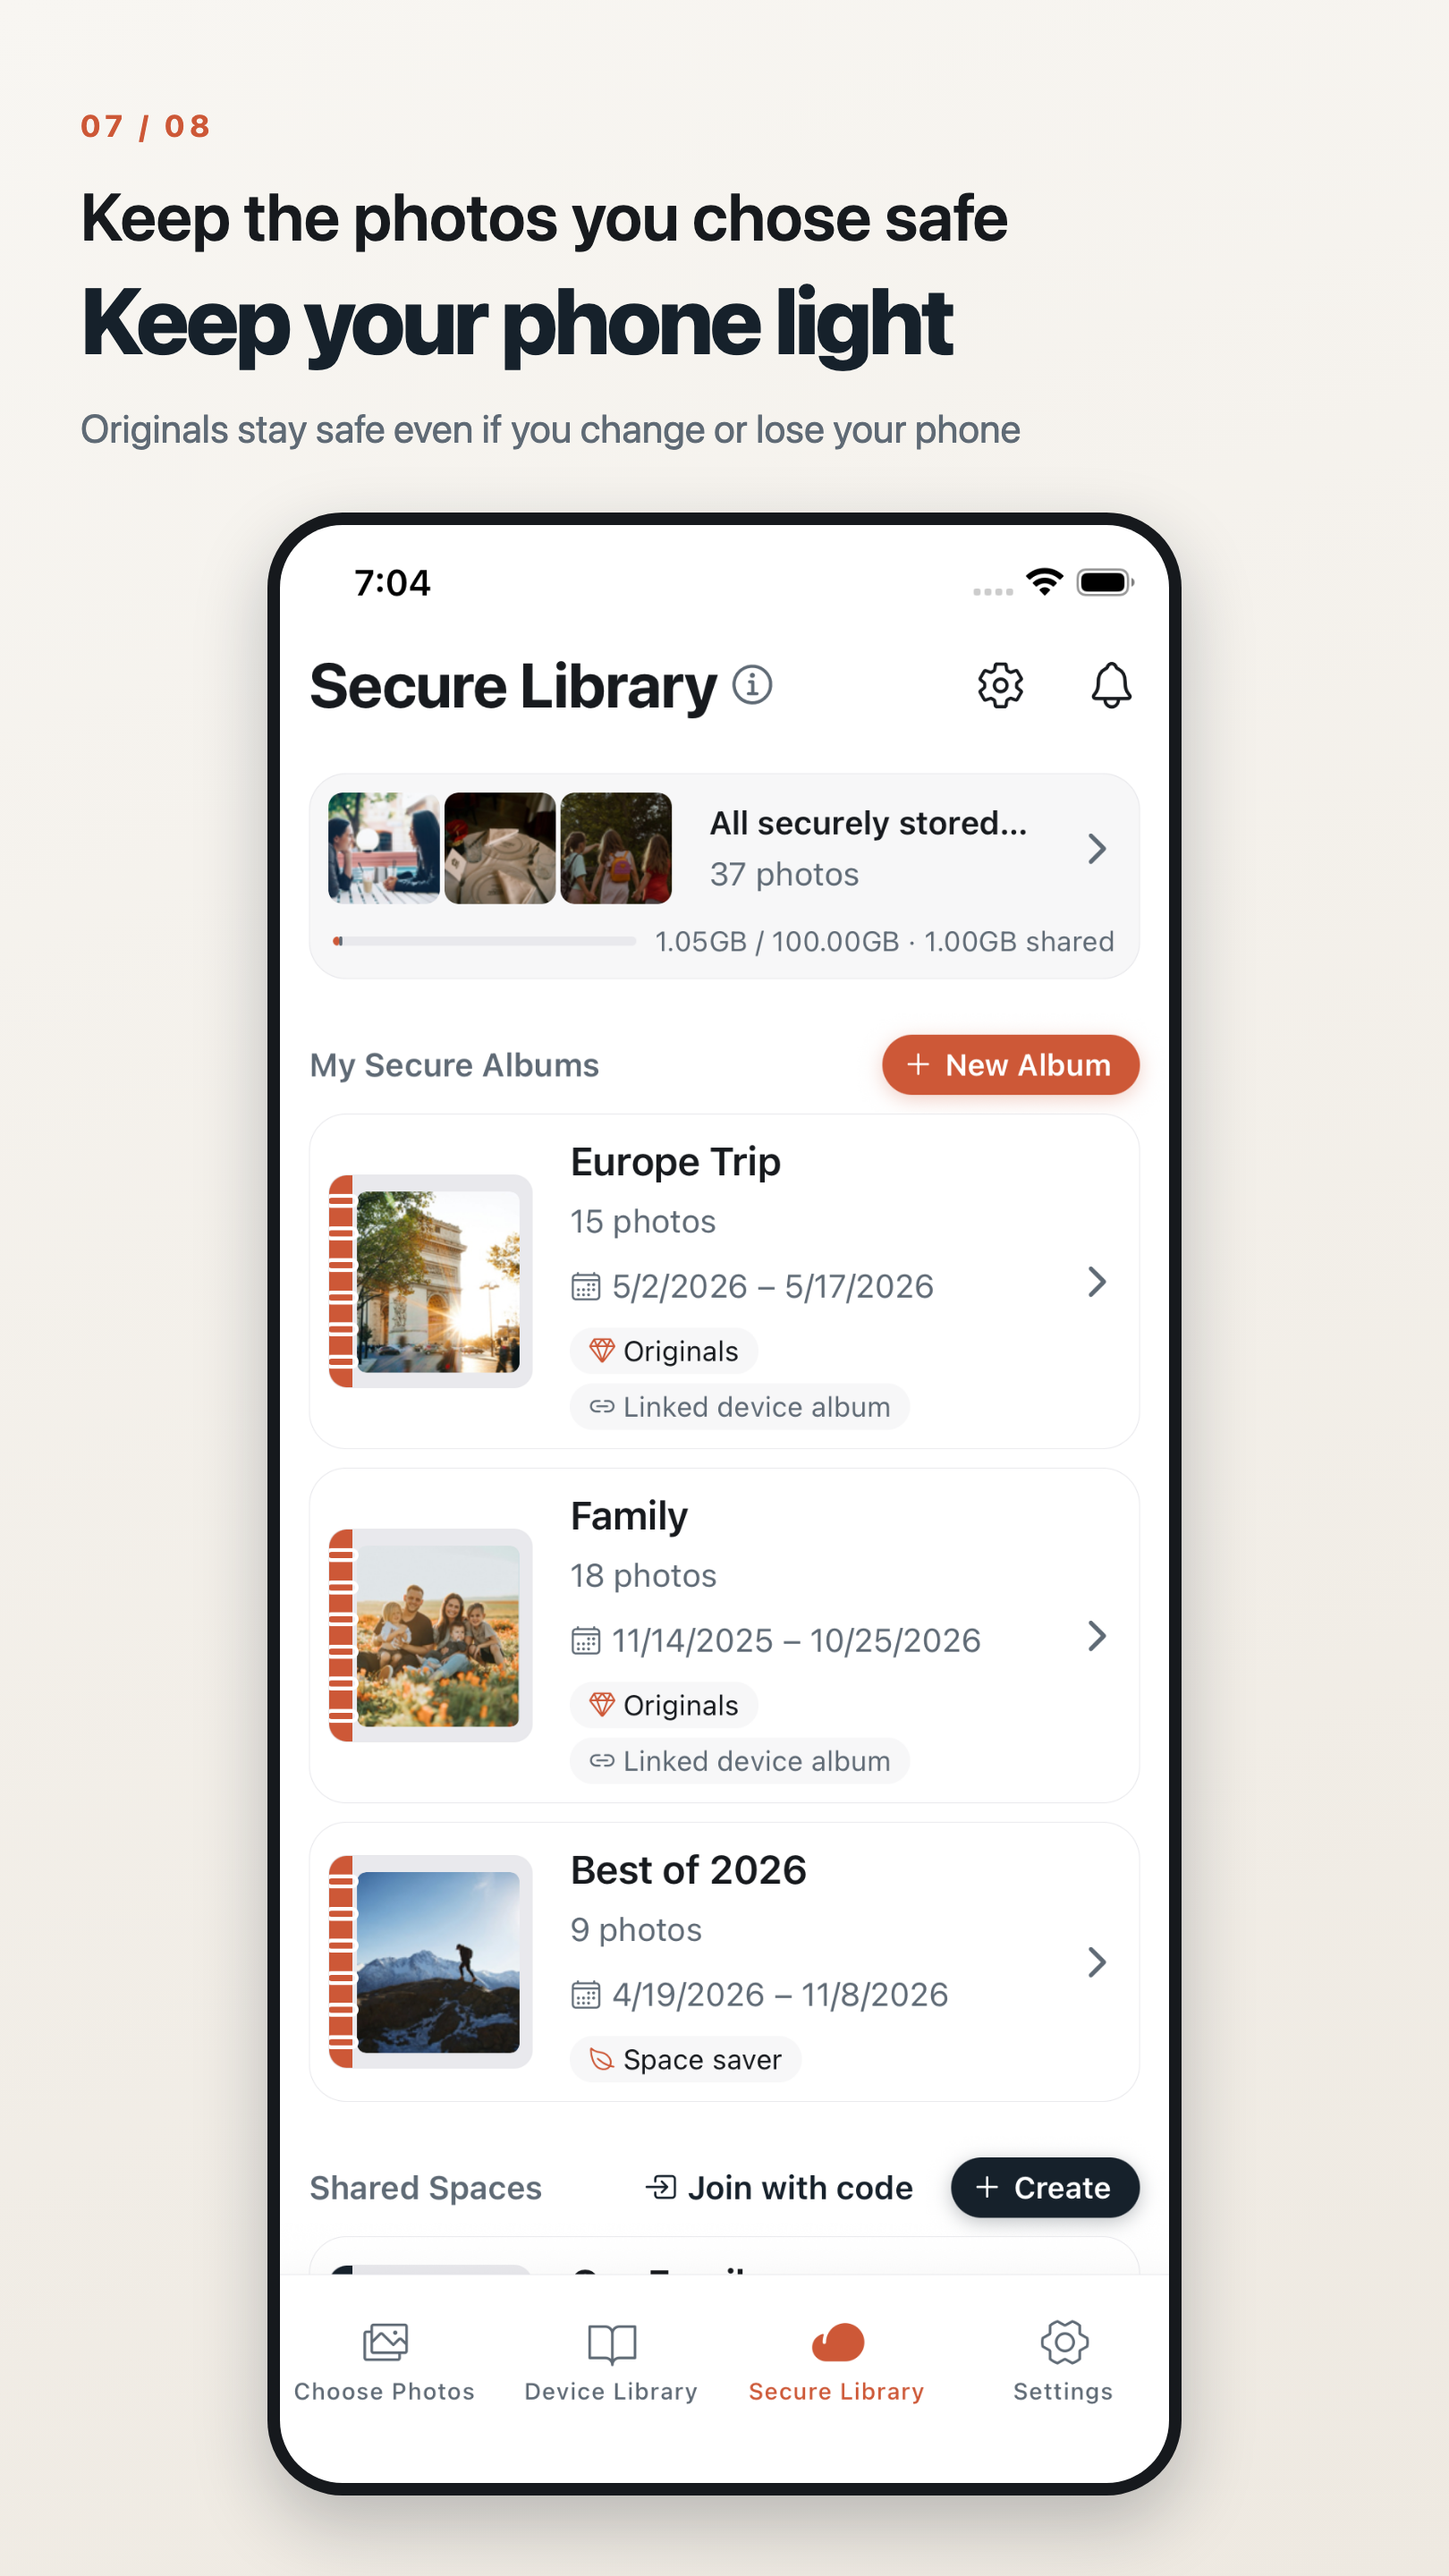 07 / 08
Keep the photos you chose safe
Keep your phone light
Originals stay safe even if you change or lose your phone
7:04
Secure Library
All securely stored...
37 photos
1.05GB / 100.00GB · 1.00GB shared
My Secure Albums
+ New Album
Europe Trip
15 photos
5/2/2026 – 5/17/2026
Originals
Linked device album
Family
18 photos
11/14/2025 – 10/25/2026
Originals
Linked device album
Best of 2026
9 photos
4/19/2026 – 11/8/2026
Space saver
Shared Spaces
Join with code
+ Create
Choose Photos
Device Library
Secure Library
Settings